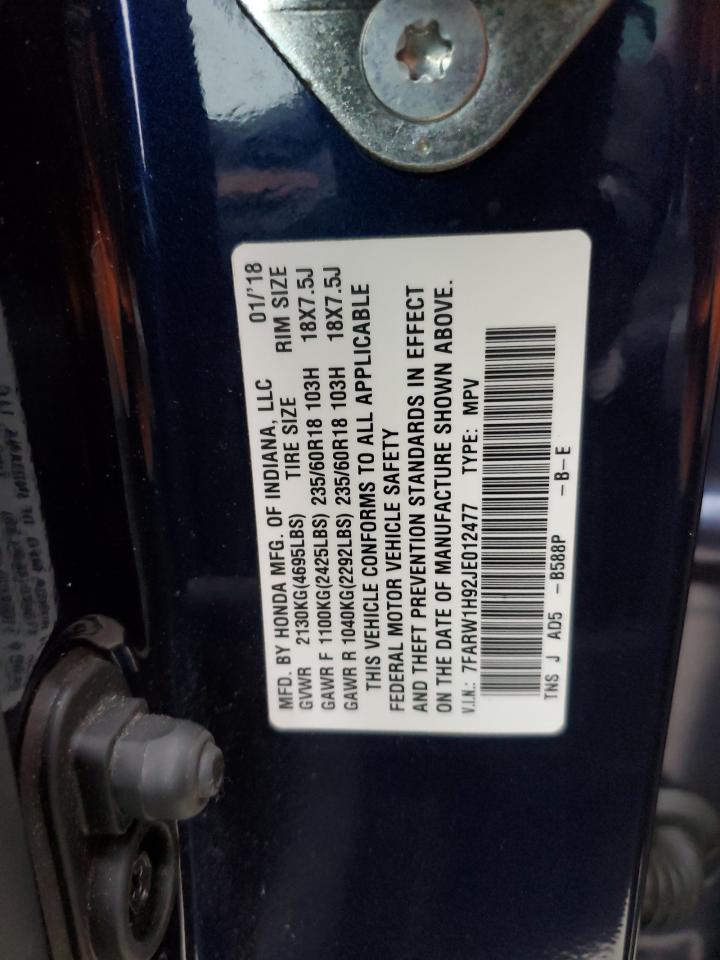 MFD. BY HONDA MFG. OF INDIANA, LLC 01/'18
GVWR 2130KG(4695LBS) TIRE SIZE RIM SIZE
GAWR F 1100KG(2425LBS) 235/60R18 103H 18X7.5J
GAWR R 1040KG(2292LBS) 235/60R18 103H 18X7.5J
THIS VEHICLE CONFORMS TO ALL APPLICABLE
FEDERAL MOTOR VEHICLE SAFETY
AND THEFT PREVENTION STANDARDS IN EFFECT
ON THE DATE OF MANUFACTURE SHOWN ABOVE.
V.I.N.: 7FARW1H92JE012477 TYPE: MPV
TNS J AD5 -B588P -B-E